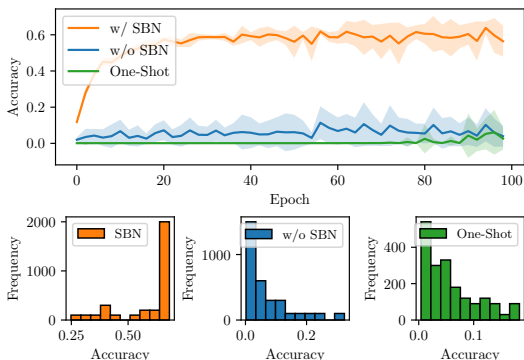 0.6
0.4
0.2
0.0
Accuracy
w/ SBN
w/o SBN
One-Shot
0 20 40 60 80 100
Epoch
2000
1000
0
Frequency
SBN
0.25 0.50
Accuracy
1000
0
Frequency
w/o SBN
0.0 0.2
Accuracy
400
200
0
Frequency
One-Shot
0.0 0.1
Accuracy